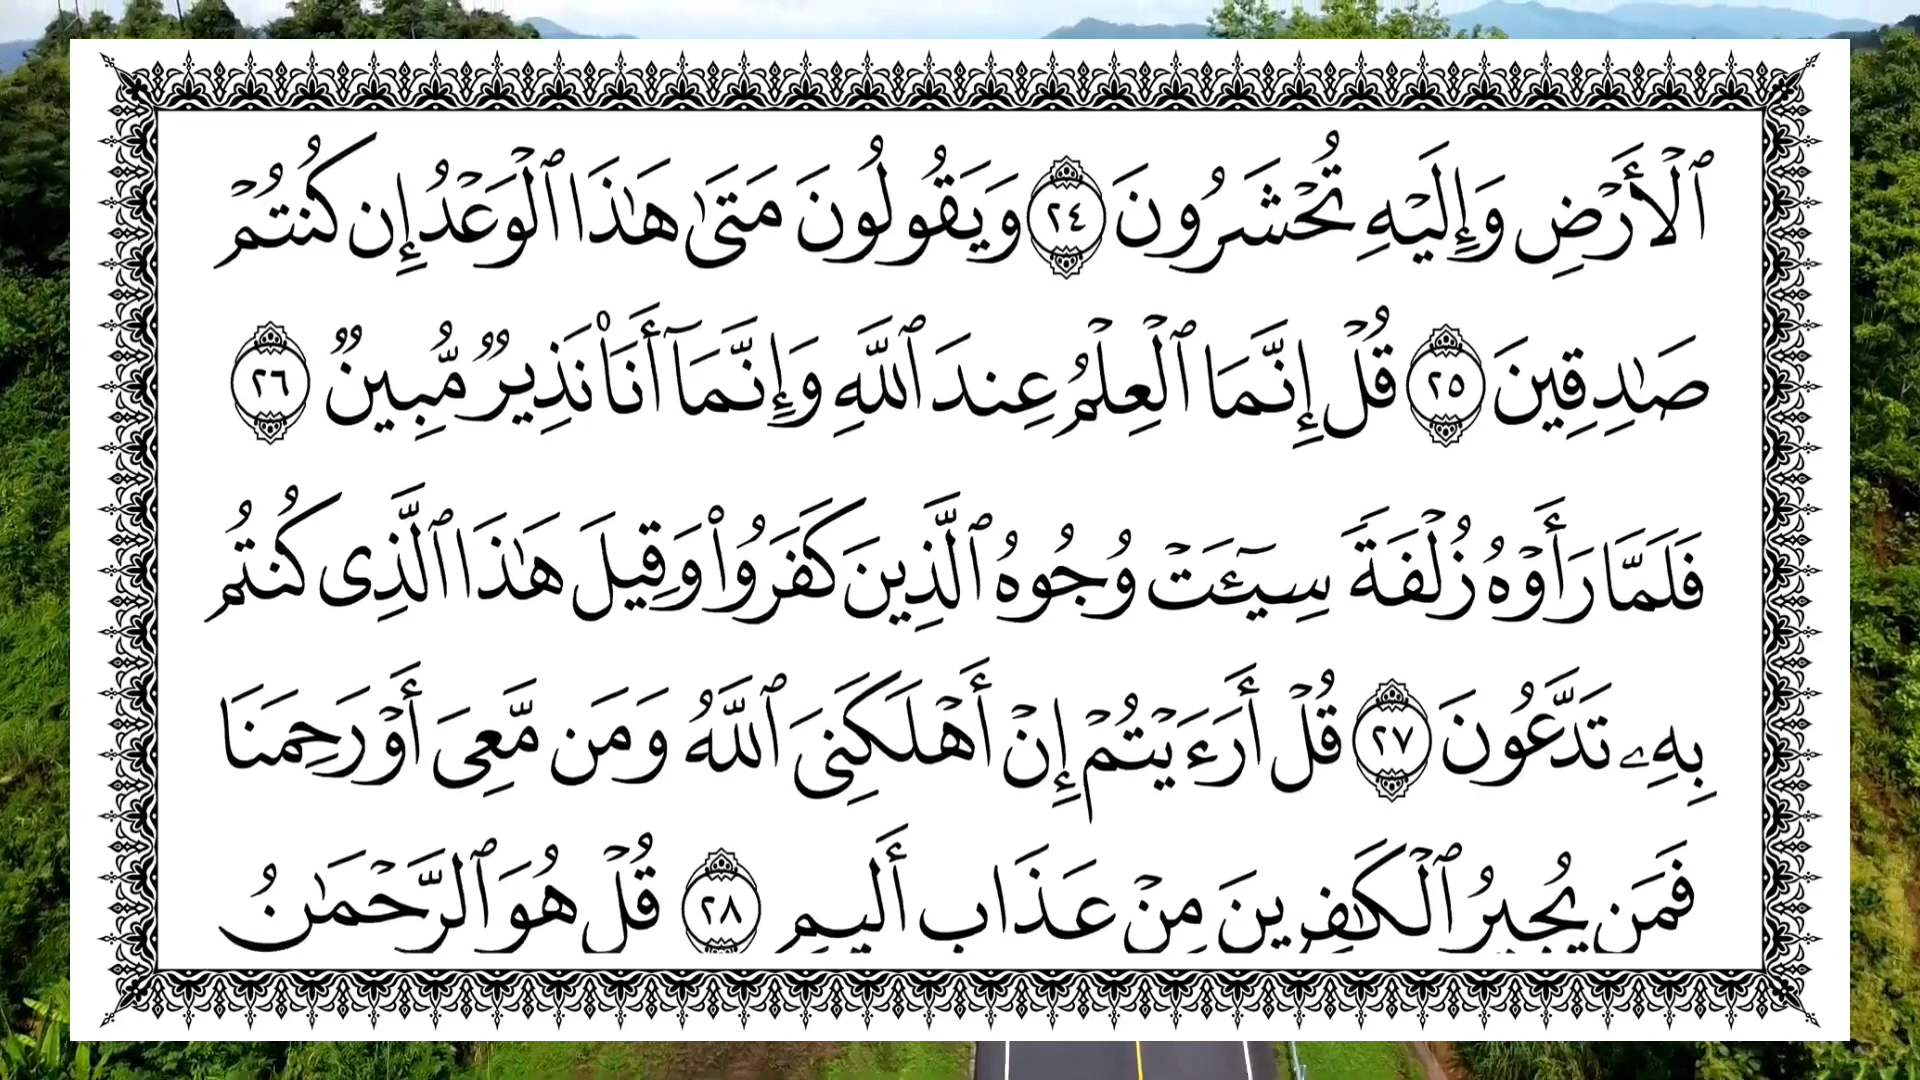 ٱلْأَرْضِ وَإِلَيْهِ تُحْشَرُونَ ٢٤ وَيَقُولُونَ مَتَىٰ هَٰذَا ٱلْوَعْدُ إِن كُنتُمْ
صَٰدِقِينَ ٢٥ قُلْ إِنَّمَا ٱلْعِلْمُ عِندَ ٱللَّهِ وَإِنَّمَآ أَنَا۠ نَذِيرٌ مُّبِينٌ ٢٦
فَلَمَّا رَأَوْهُ زُلْفَةً سِيٓـَٔتْ وُجُوهُ ٱلَّذِينَ كَفَرُوا۟ وَقِيلَ هَٰذَا ٱلَّذِى كُنتُم
بِهِۦ تَدَّعُونَ ٢٧ قُلْ أَرَءَيْتُمْ إِنْ أَهْلَكَنِىَ ٱللَّهُ وَمَن مَّعِىَ أَوْ رَحِمَنَا
فَمَن يُجِيرُ ٱلْكَٰفِرِينَ مِنْ عَذَابٍ أَلِيمٍ ٢٨ قُلْ هُوَ ٱلرَّحْمَٰنُ